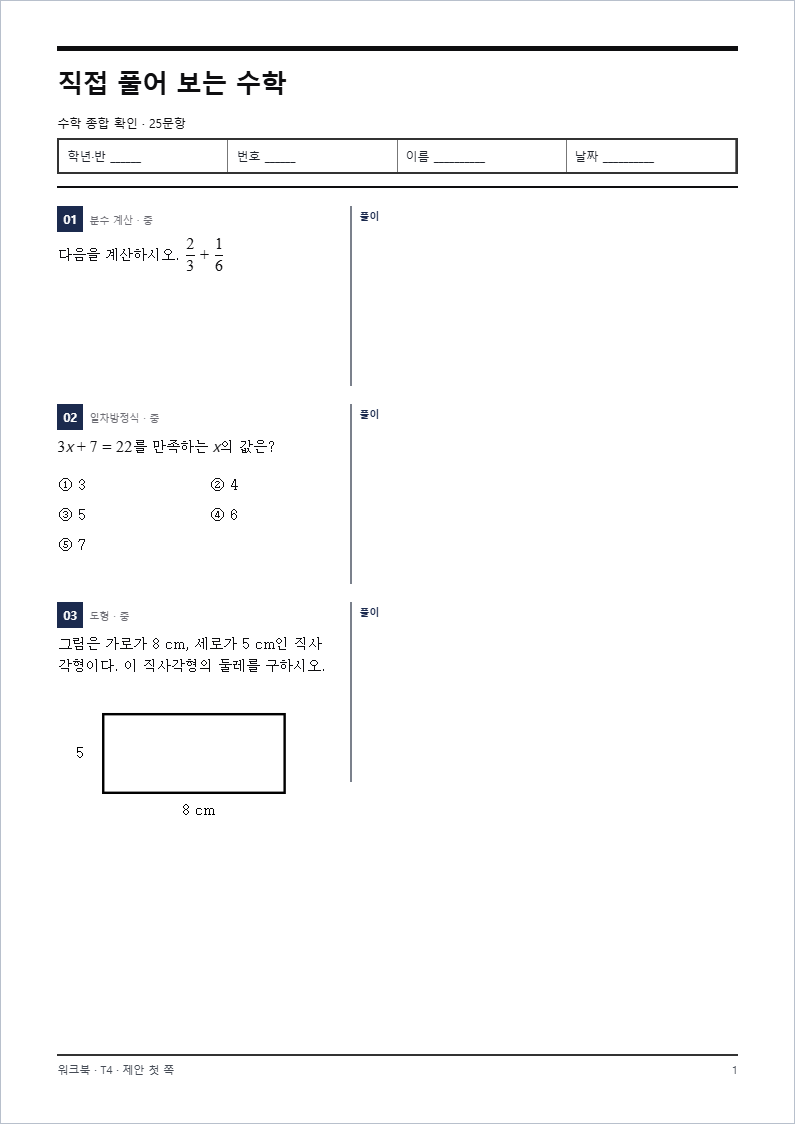 직접 풀어 보는 수학
수학 종합 확인 · 25문항
학년·반 ______ 번호 ______ 이름 __________ 날짜 __________
01 분수 계산 · 중
풀이
다음을 계산하시오. 2/3 + 1/6
02 일차방정식 · 중
풀이
3x + 7 = 22를 만족하는 x의 값은?
① 3 ② 4
③ 5 ④ 6
⑤ 7
03 도형 · 중
풀이
그림은 가로가 8 cm, 세로가 5 cm인 직사
각형이다. 이 직사각형의 둘레를 구하시오.
5
8 cm
워크북 · T4 · 제안 첫 쪽 1